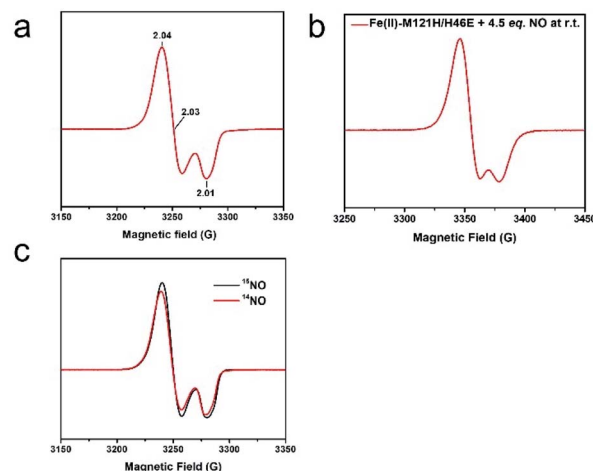 a
2.04
2.03
2.01
3150 3200 3250 3300 3350
Magnetic field (G)
b
Fe(II)-M121H/H46E + 4.5 eq. NO at r.t.
3250 3300 3350 3400 3450
Magnetic Field (G)
c
¹⁵NO
¹⁴NO
3150 3200 3250 3300 3350
Magnetic Field (G)